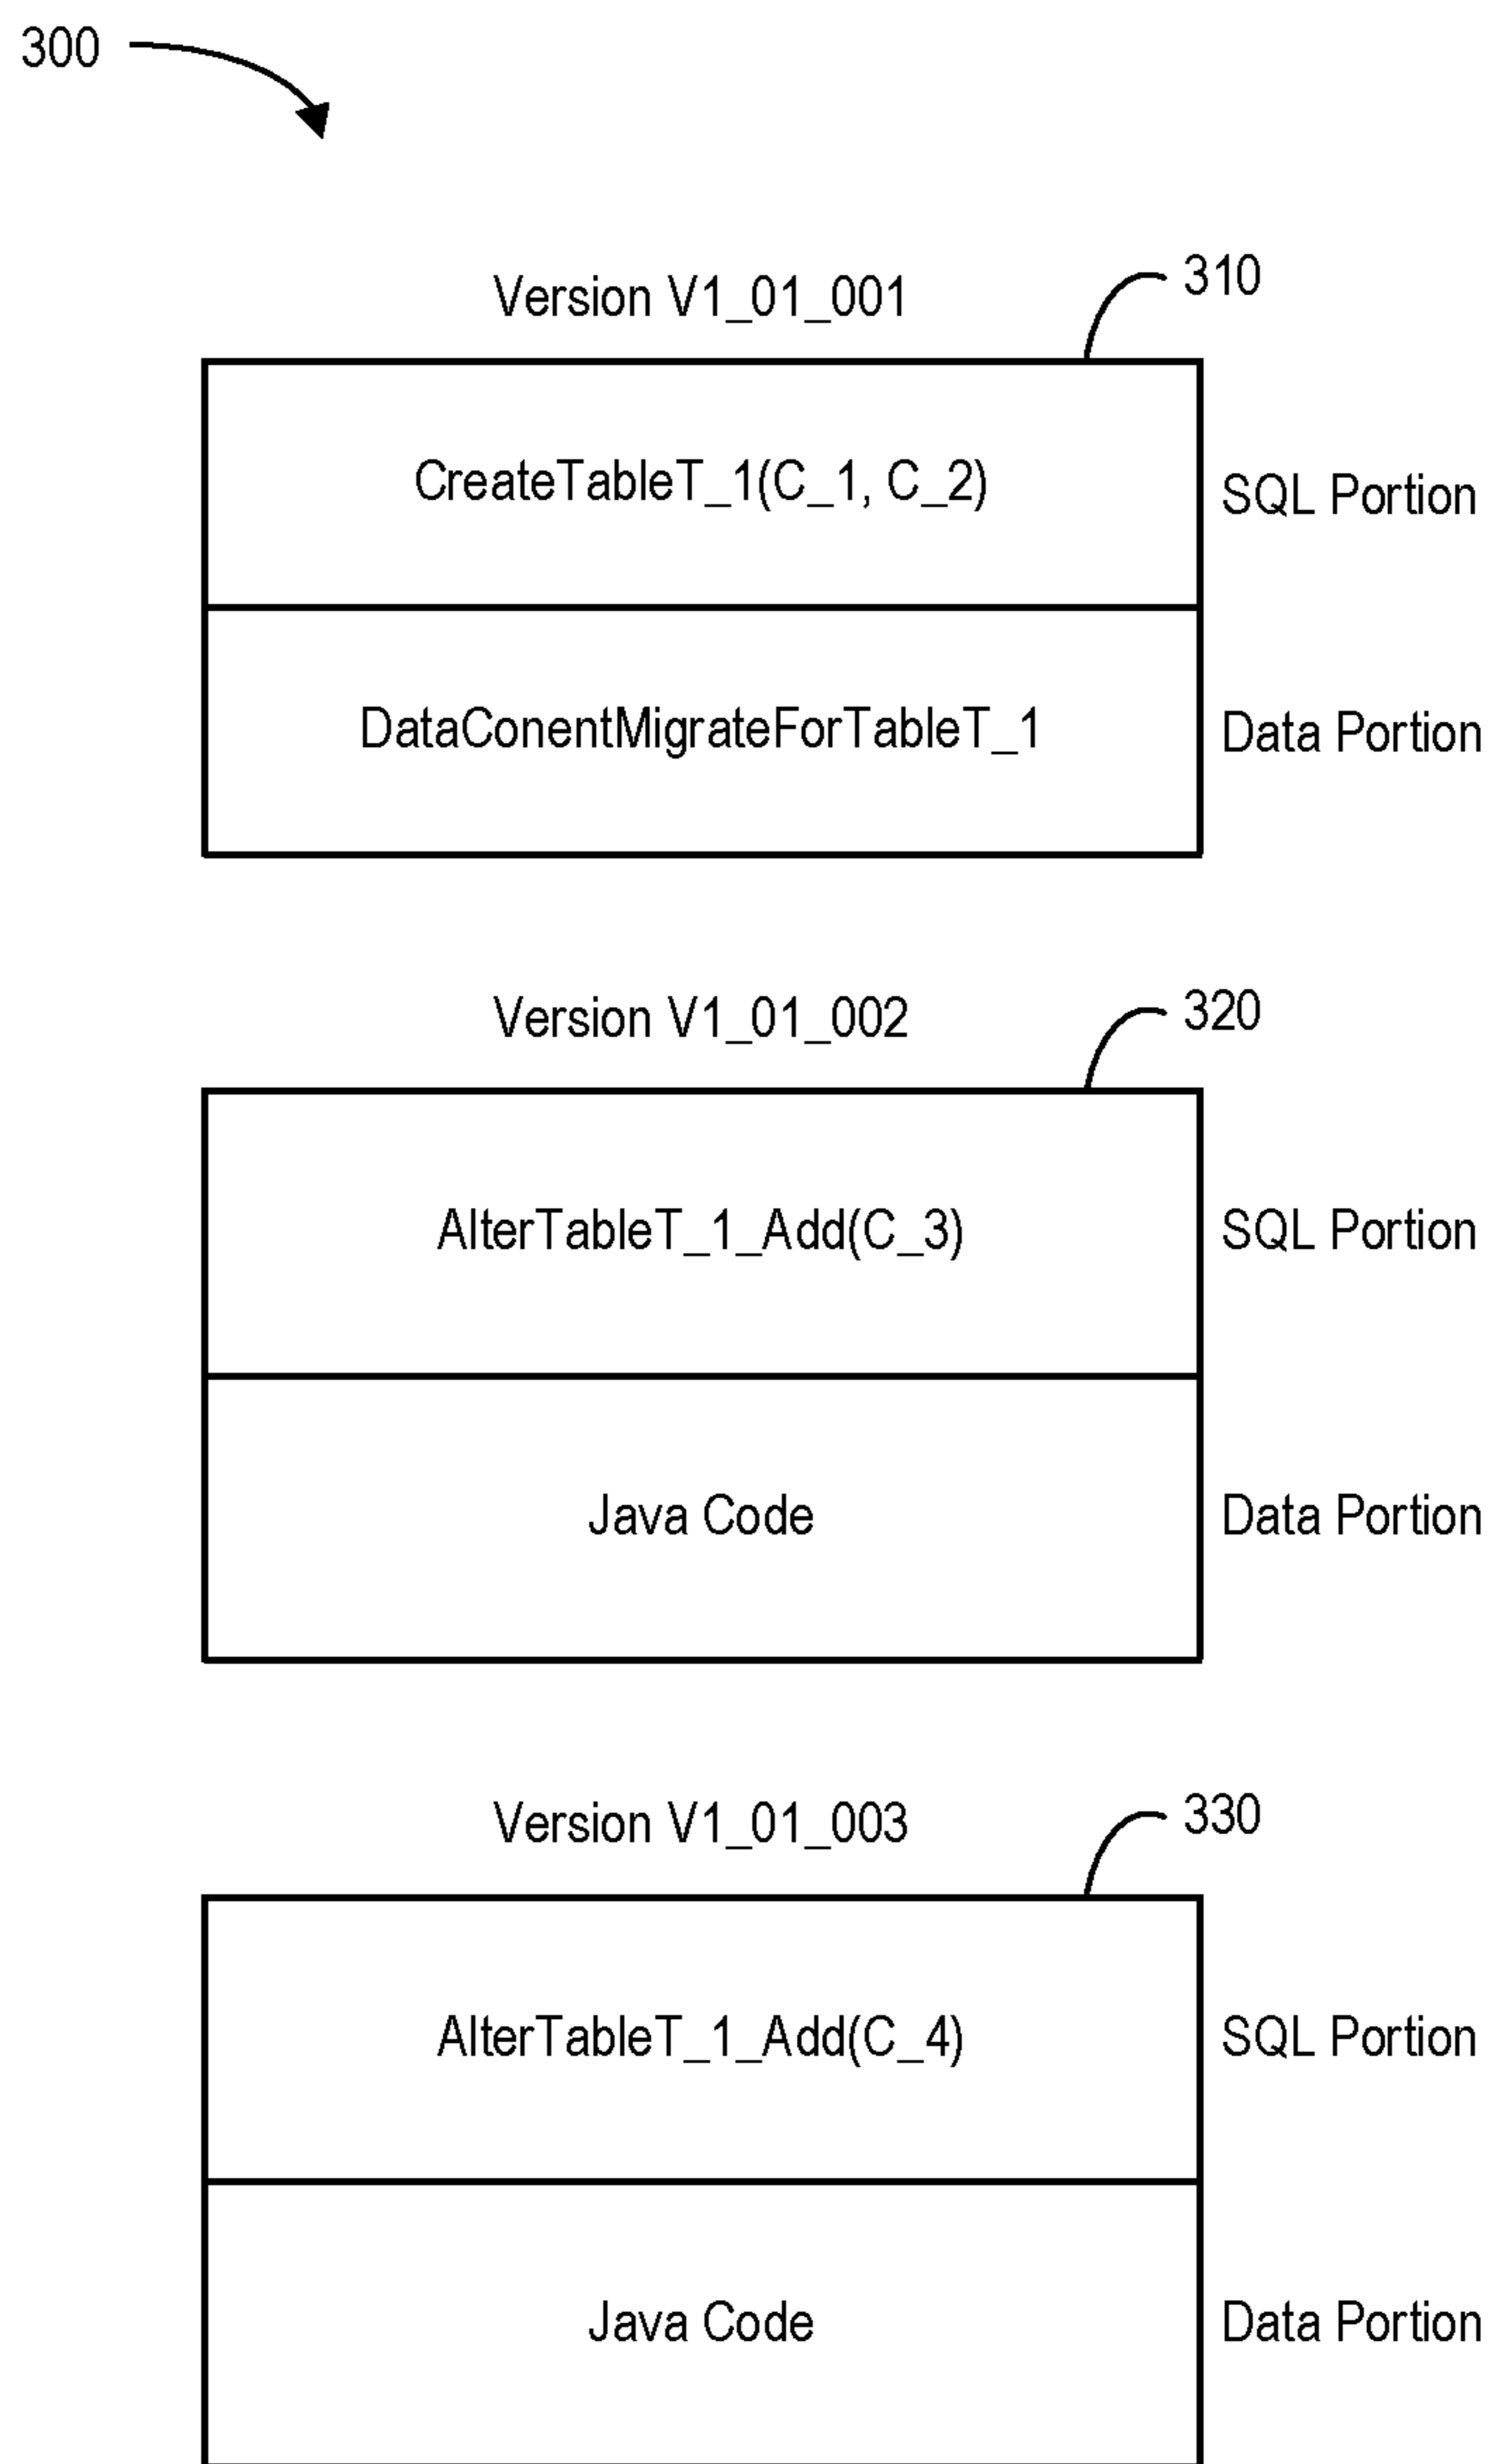 300
310
Version V1_01_001
CreateTableT_1(C_1, C_2)
SQL Portion
DataConentMigrateForTableT_1
Data Portion
320
Version V1_01_002
AlterTableT_1_Add(C_3)
SQL Portion
Java Code
Data Portion
330
Version V1_01_003
AlterTableT_1_Add(C_4)
SQL Portion
Java Code
Data Portion